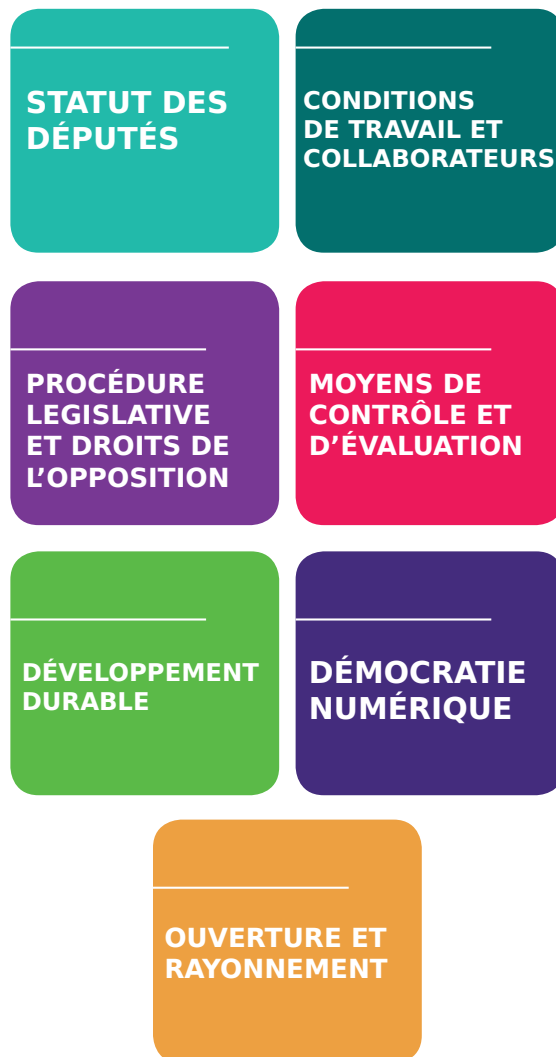 STATUT DES
DÉPUTÉS
CONDITIONS
DE TRAVAIL ET
COLLABORATEURS
PROCÉDURE
LEGISLATIVE
ET DROITS DE
L’OPPOSITION
MOYENS DE
CONTRÔLE ET
D’ÉVALUATION
DÉVELOPPEMENT
DURABLE
DÉMOCRATIE
NUMÉRIQUE
OUVERTURE ET
RAYONNEMENT